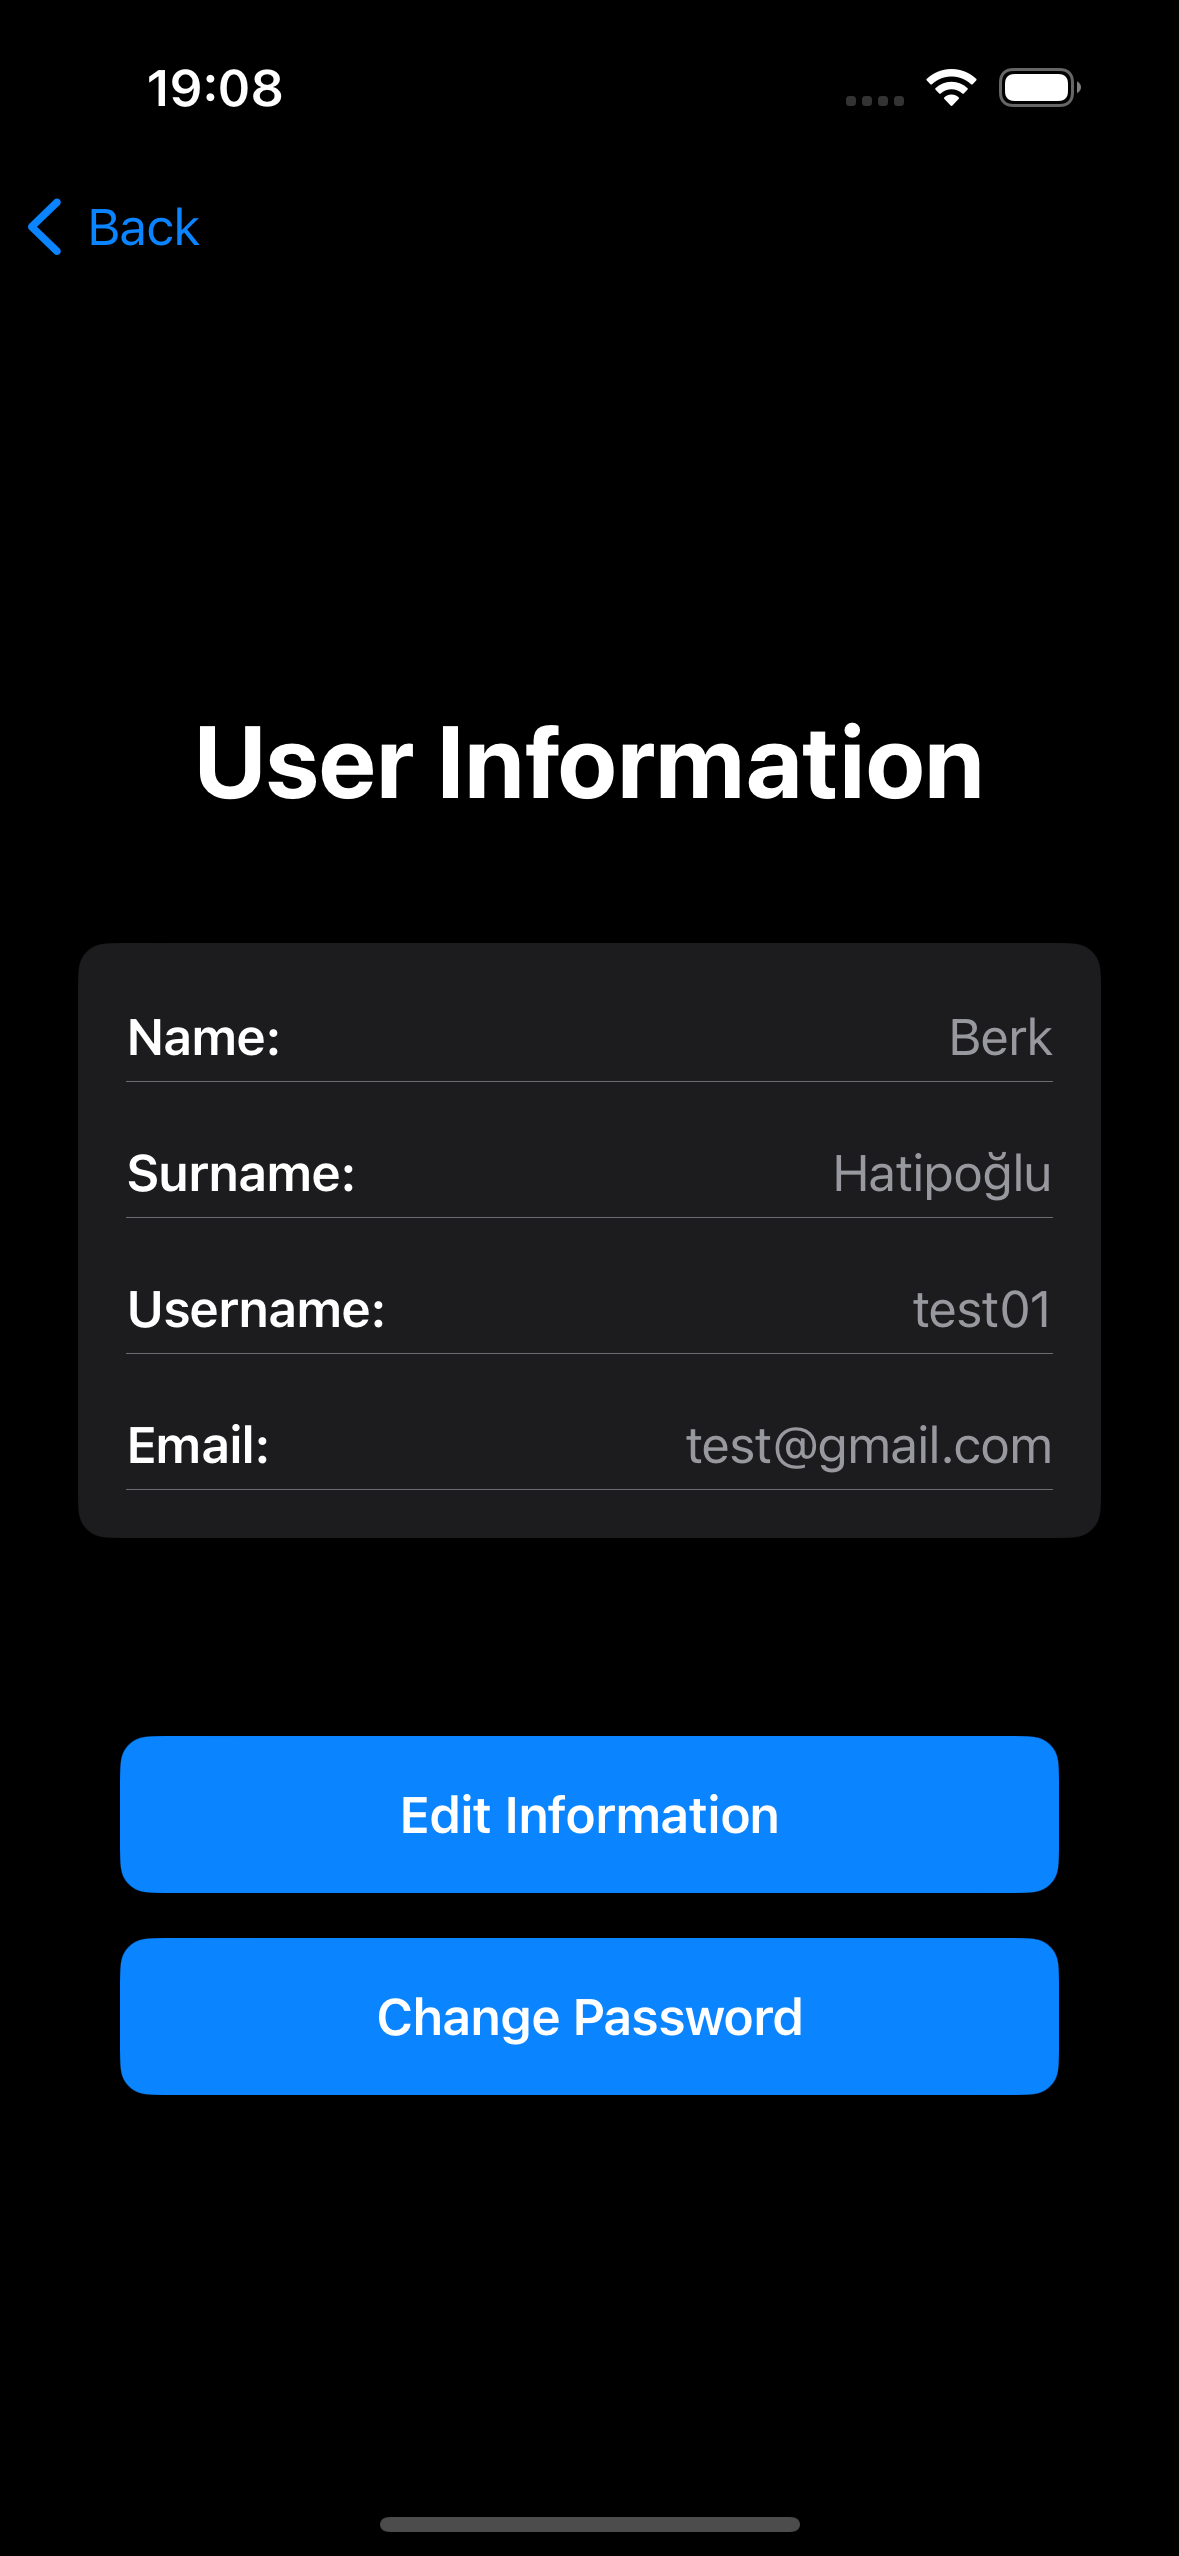 19:08
Back
User Information
Name: Berk
Surname: Hatipoğlu
Username: test01
Email: test@gmail.com
Edit Information
Change Password